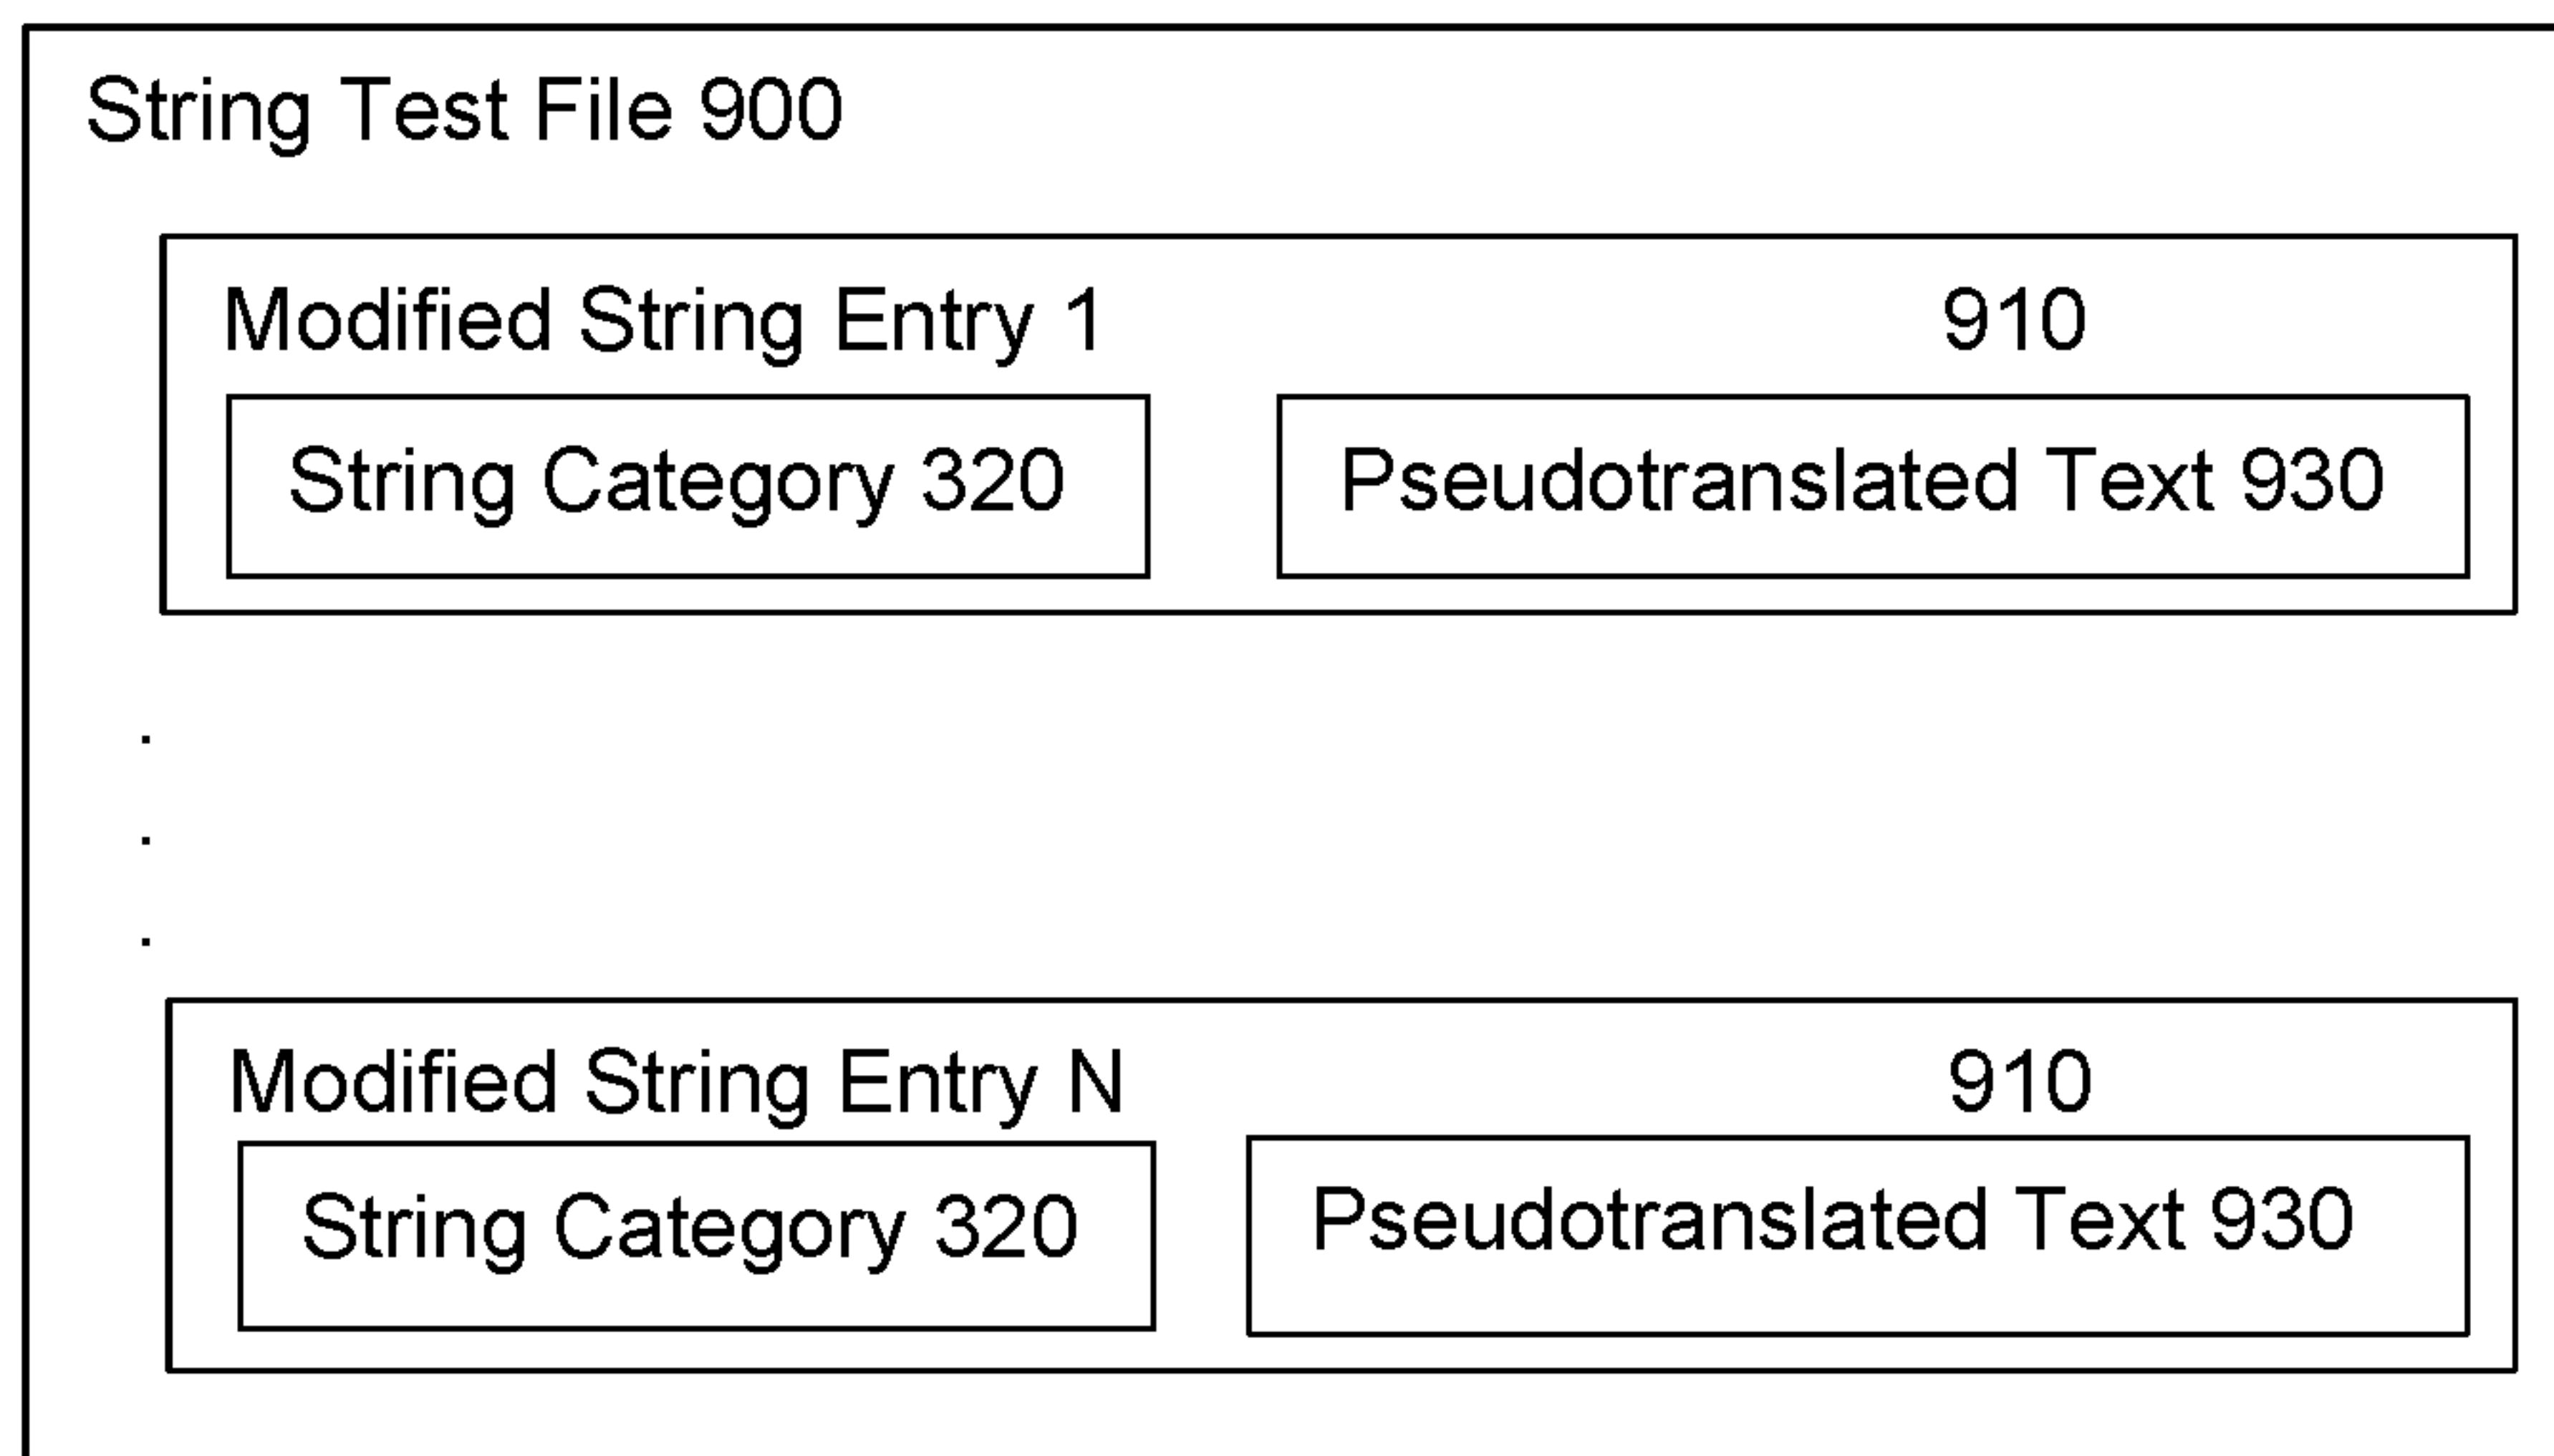 String Test File 900
Modified String Entry 1 910
String Category 320 Pseudotranslated Text 930
.
.
.
Modified String Entry N 910
String Category 320 Pseudotranslated Text 930